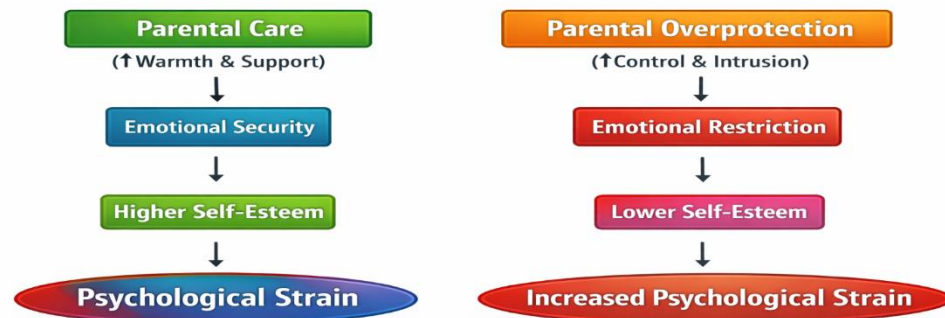 Parental Care
(↑Warmth & Support)
Emotional Security
Higher Self-Esteem
Psychological Strain
Parental Overprotection
(↑Control & Intrusion)
Emotional Restriction
Lower Self-Esteem
Increased Psychological Strain